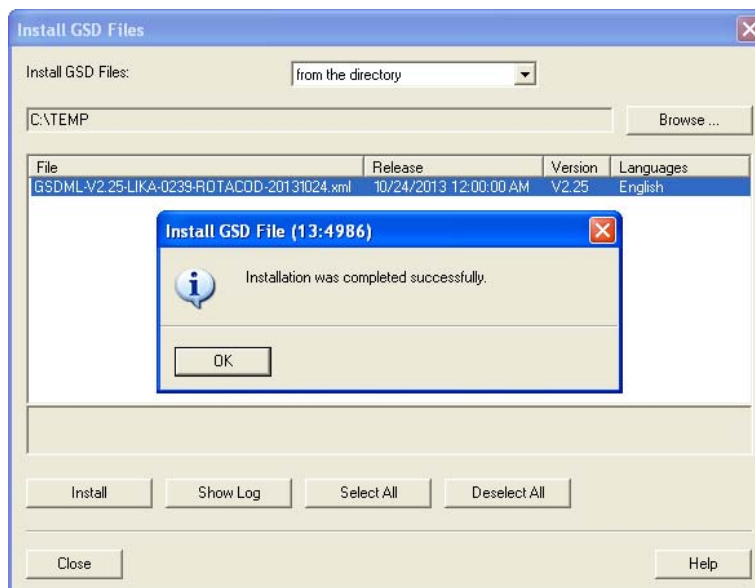 Install GSD Files
Install GSD Files: from the directory
C:\TEMP Browse ...
File Release Version Languages
GSDML-V2.25-LIKA-0239-ROTACOD-20131024.xml 10/24/2013 12:00:00 AM V2.25 English
Install GSD File (13:4986)
Installation was completed successfully.
OK
Install Show Log Select All Deselect All
Close Help